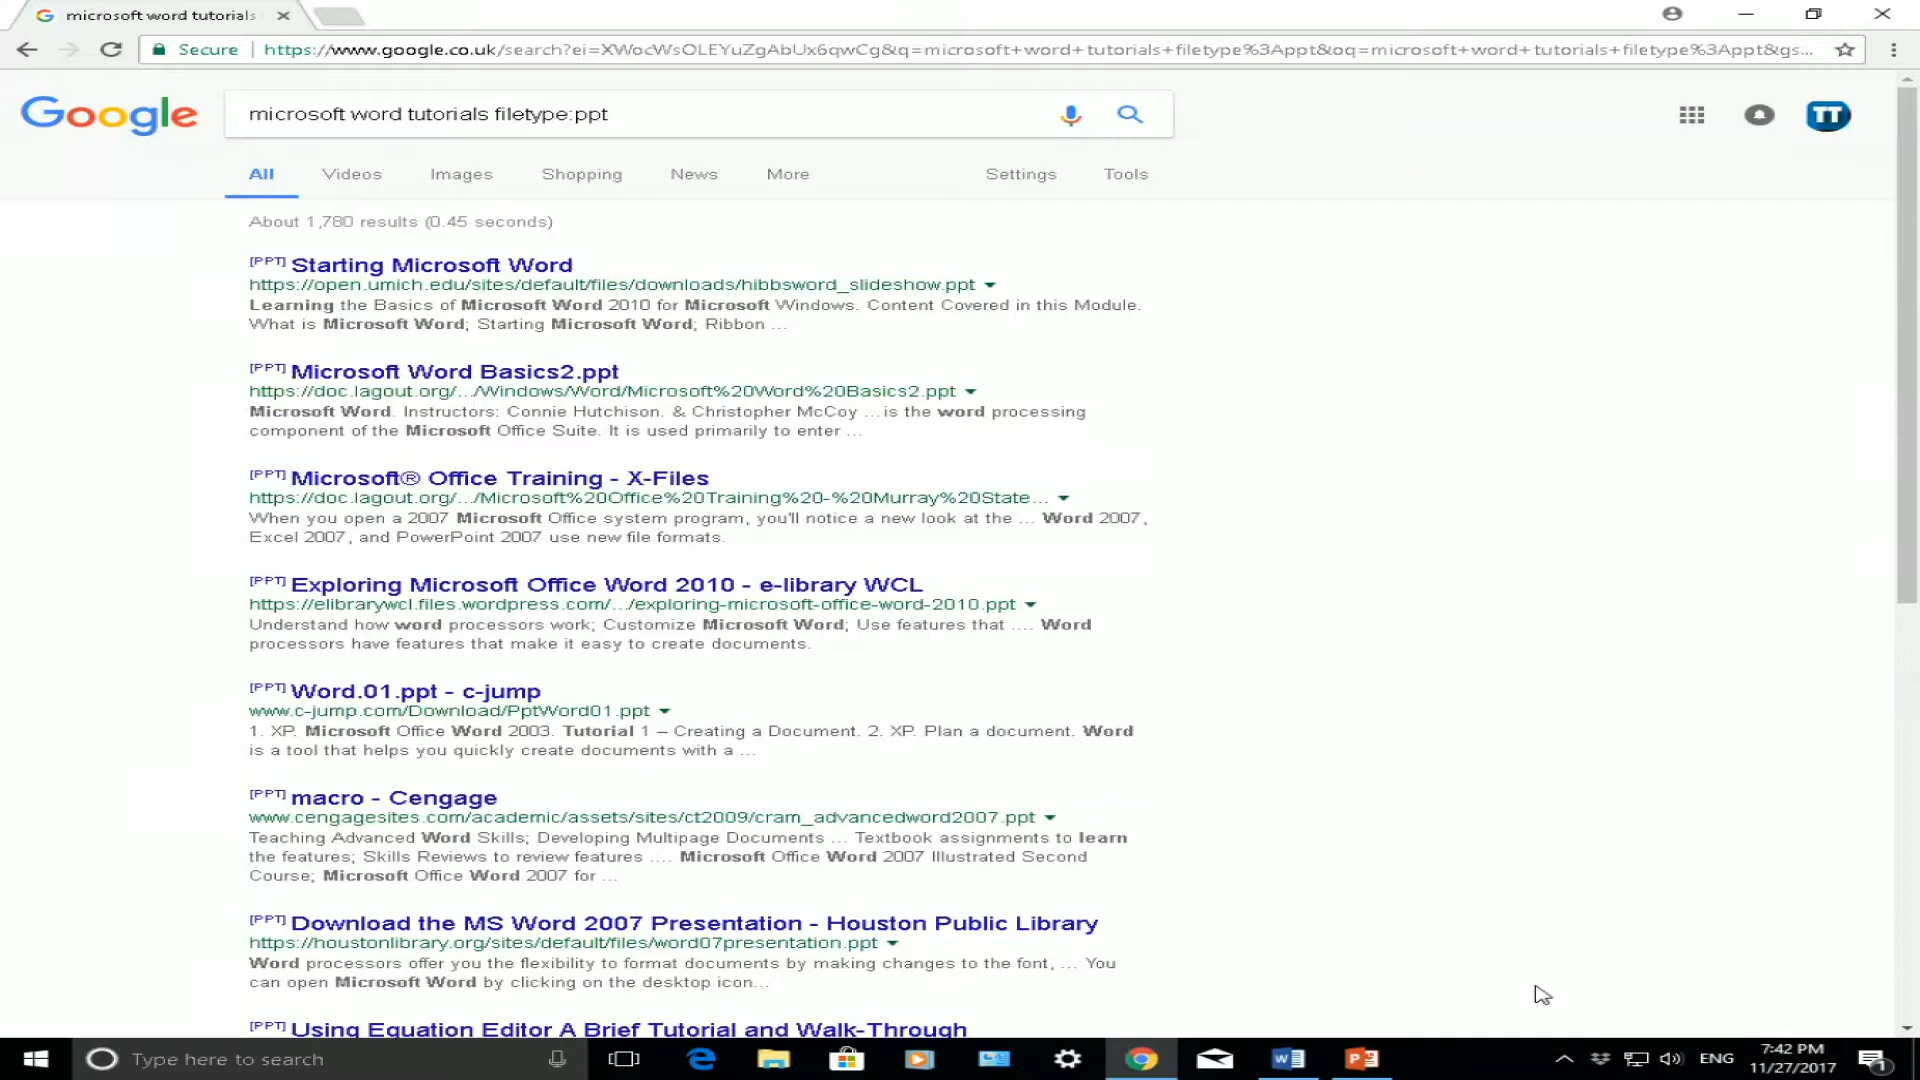 microsoft word tutorials
Secure https://www.google.co.uk/search?ei=XWocWsOLEYuZgAbUx6qwCg&q=microsoft+word+tutorials+filetype%3Appt&oq=microsoft+word+tutorials+filetype%3Appt&gs...
Google microsoft word tutorials filetype:ppt TT
All Videos Images Shopping News More Settings Tools
About 1,780 results (0.45 seconds)
[PPT] Starting Microsoft Word
https://open.umich.edu/sites/default/files/downloads/hibbsword_slideshow.ppt
Learning the Basics of Microsoft Word 2010 for Microsoft Windows. Content Covered in this Module.
What is Microsoft Word; Starting Microsoft Word; Ribbon ...
[PPT] Microsoft Word Basics2.ppt
https://doc.lagout.org/.../Windows/Word/Microsoft%20Word%20Basics2.ppt
Microsoft Word. Instructors: Connie Hutchison. & Christopher McCoy ... is the word processing
component of the Microsoft Office Suite. It is used primarily to enter ...
[PPT] Microsoft® Office Training - X-Files
https://doc.lagout.org/.../Microsoft%20Office%20Training%20-%20Murray%20State...
When you open a 2007 Microsoft Office system program, you'll notice a new look at the ... Word 2007,
Excel 2007, and PowerPoint 2007 use new file formats.
[PPT] Exploring Microsoft Office Word 2010 - e-library WCL
https://elibrarywcl.files.wordpress.com/.../exploring-microsoft-office-word-2010.ppt
Understand how word processors work; Customize Microsoft Word; Use features that .... Word
processors have features that make it easy to create documents.
[PPT] Word.01.ppt - c-jump
www.c-jump.com/Download/PptWord01.ppt
1. XP. Microsoft Office Word 2003. Tutorial 1 – Creating a Document. 2. XP. Plan a document. Word
is a tool that helps you quickly create documents with a ...
[PPT] macro - Cengage
www.cengagesites.com/academic/assets/sites/ct2009/cram_advancedword2007.ppt
Teaching Advanced Word Skills; Developing Multipage Documents ... Textbook assignments to learn
the features; Skills Reviews to review features .... Microsoft Office Word 2007 Illustrated Second
Course; Microsoft Office Word 2007 for ...
[PPT] Download the MS Word 2007 Presentation - Houston Public Library
https://houstonlibrary.org/sites/default/files/word07presentation.ppt
Word processors offer you the flexibility to format documents by making changes to the font, ... You
can open Microsoft Word by clicking on the desktop icon...
[PPT] Using Equation Editor A Brief Tutorial and Walk-Through
Type here to search ENG 7:42 PM
11/27/2017 1